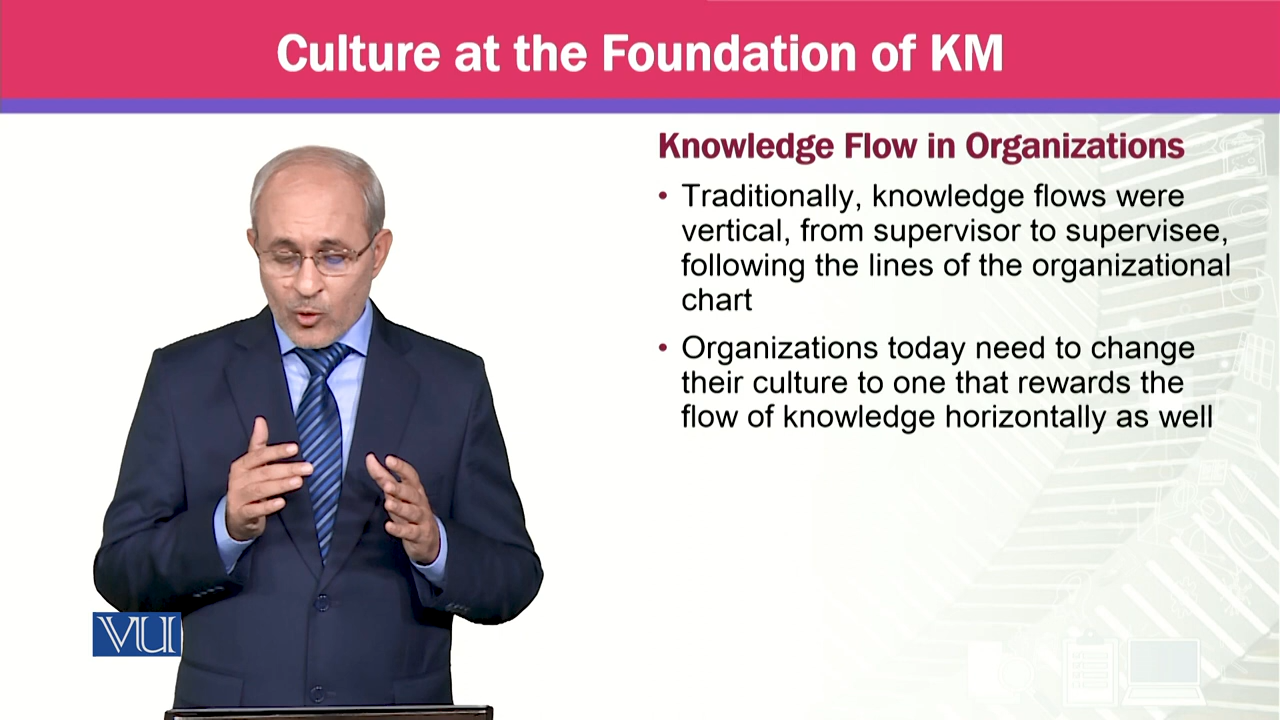 Culture at the Foundation of KM
Knowledge Flow in Organizations
• Traditionally, knowledge flows were
vertical, from supervisor to supervisee,
following the lines of the organizational
chart
• Organizations today need to change
their culture to one that rewards the
flow of knowledge horizontally as well
VU